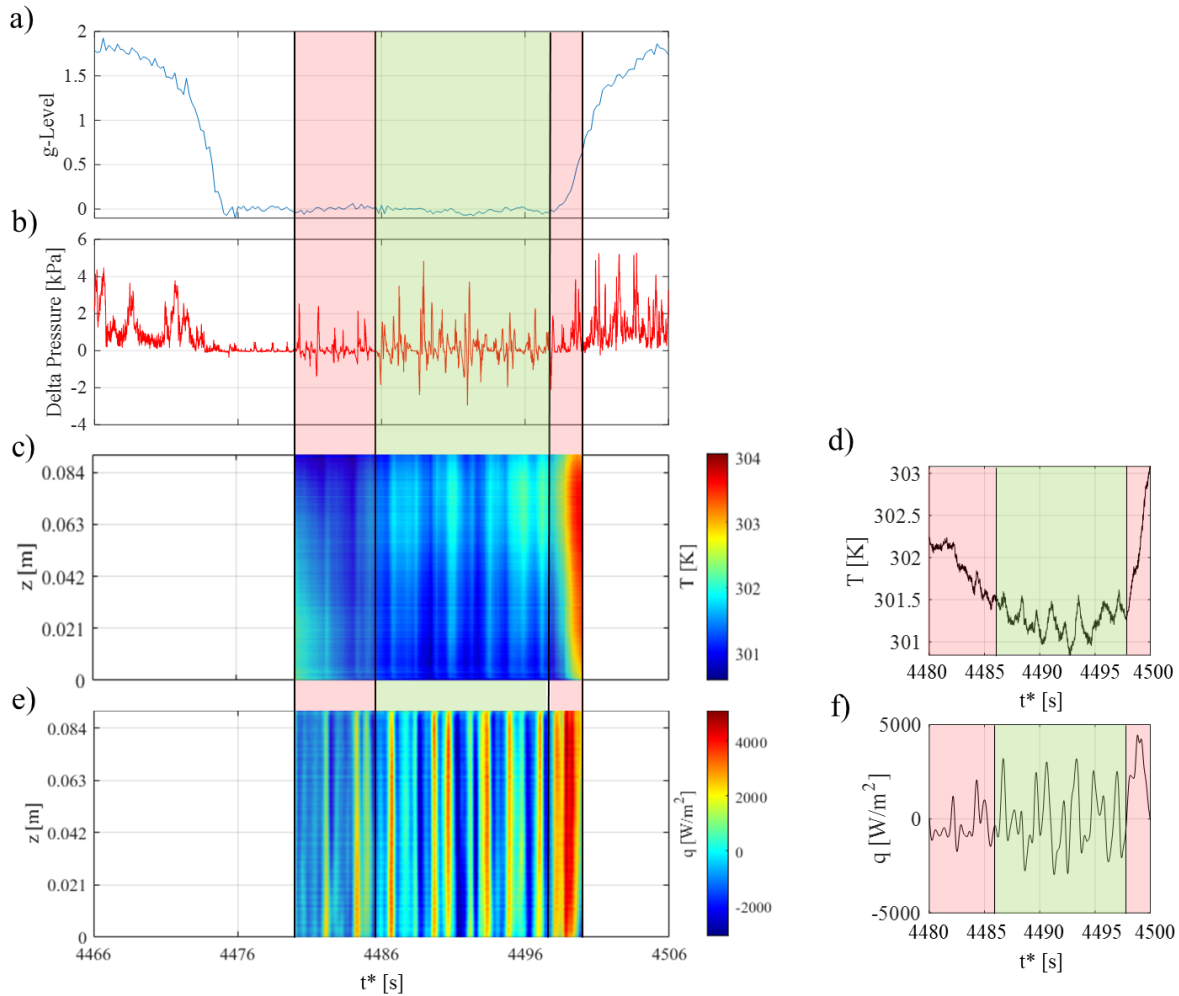 a)
2
1.5
1
0.5
0
g-Level
b)
6
4
2
0
-2
-4
Delta Pressure [kPa]
c)
0.084
0.063
0.042
0.021
0
z [m]
304
303
302
301
T [K]
d)
303
302.5
302
301.5
301
T [K]
4480 4485 4490 4495 4500
t* [s]
e)
0.084
0.063
0.042
0.021
0
z [m]
4466 4476 4486 4496 4506
t* [s]
4000
2000
0
-2000
q [W/m²]
f)
5000
0
-5000
q [W/m²]
4480 4485 4490 4495 4500
t* [s]